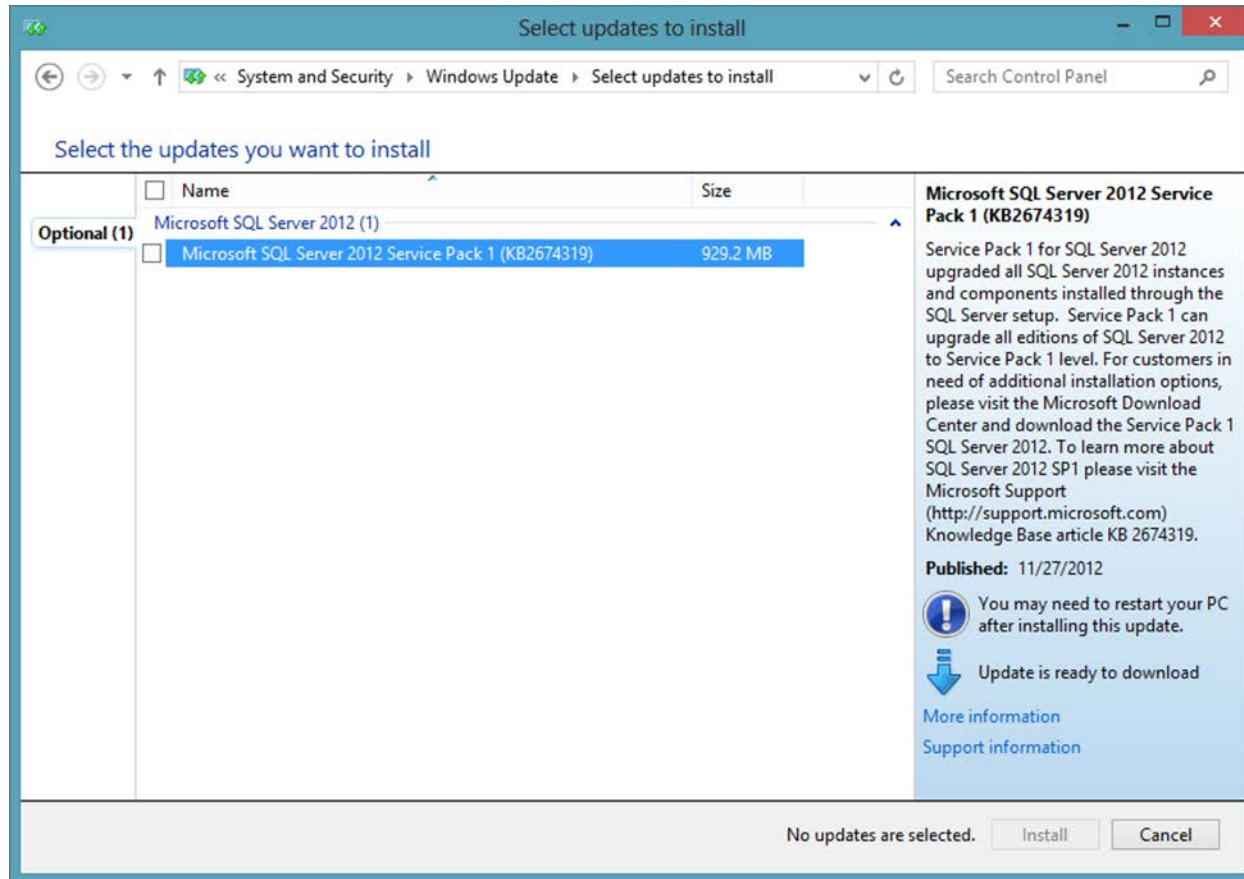 Select updates to install
« System and Security ▸ Windows Update ▸ Select updates to install
Search Control Panel
Select the updates you want to install
Name Size
Optional (1)
Microsoft SQL Server 2012 (1)
Microsoft SQL Server 2012 Service Pack 1 (KB2674319) 929.2 MB
Microsoft SQL Server 2012 Service
Pack 1 (KB2674319)
Service Pack 1 for SQL Server 2012
upgraded all SQL Server 2012 instances
and components installed through the
SQL Server setup.  Service Pack 1 can
upgrade all editions of SQL Server 2012
to Service Pack 1 level. For customers in
need of additional installation options,
please visit the Microsoft Download
Center and download the Service Pack 1
SQL Server 2012. To learn more about
SQL Server 2012 SP1 please visit the
Microsoft Support
(http://support.microsoft.com)
Knowledge Base article KB 2674319.
Published: 11/27/2012
You may need to restart your PC
after installing this update.
Update is ready to download
More information
Support information
No updates are selected. Install Cancel